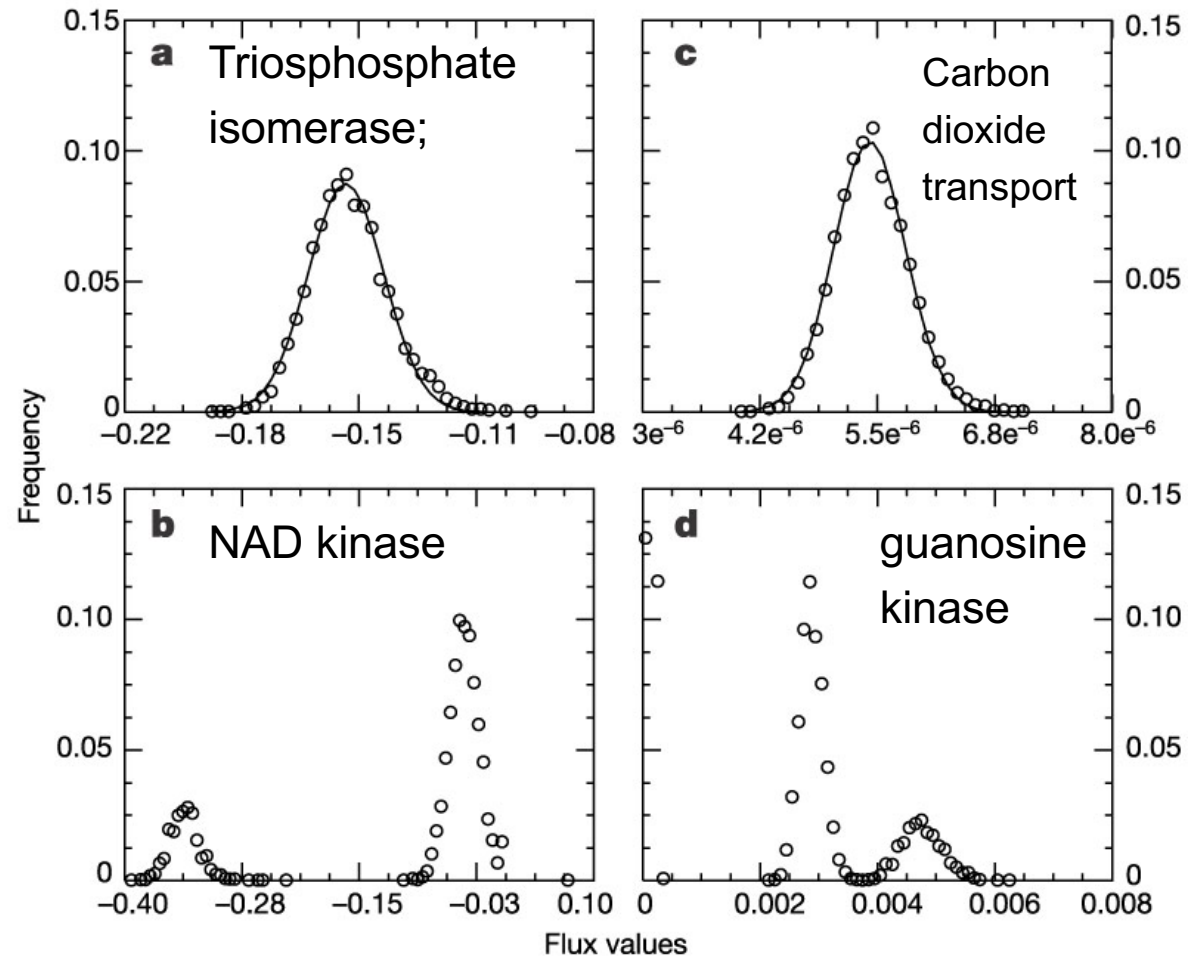 0.15
a
Triosphosphate
isomerase;
0.10
0.05
0
−0.22 −0.18 −0.15 −0.11 −0.08
c
Carbon
dioxide
transport
0.15
0.10
0.05
0
3e−6 4.2e−6 5.5e−6 6.8e−6 8.0e−6
Frequency
0.15
b
NAD kinase
0.10
0.05
0
−0.40 −0.28 −0.15 −0.03 0.10
d
guanosine
kinase
0.15
0.10
0.05
0
0 0.002 0.004 0.006 0.008
Flux values